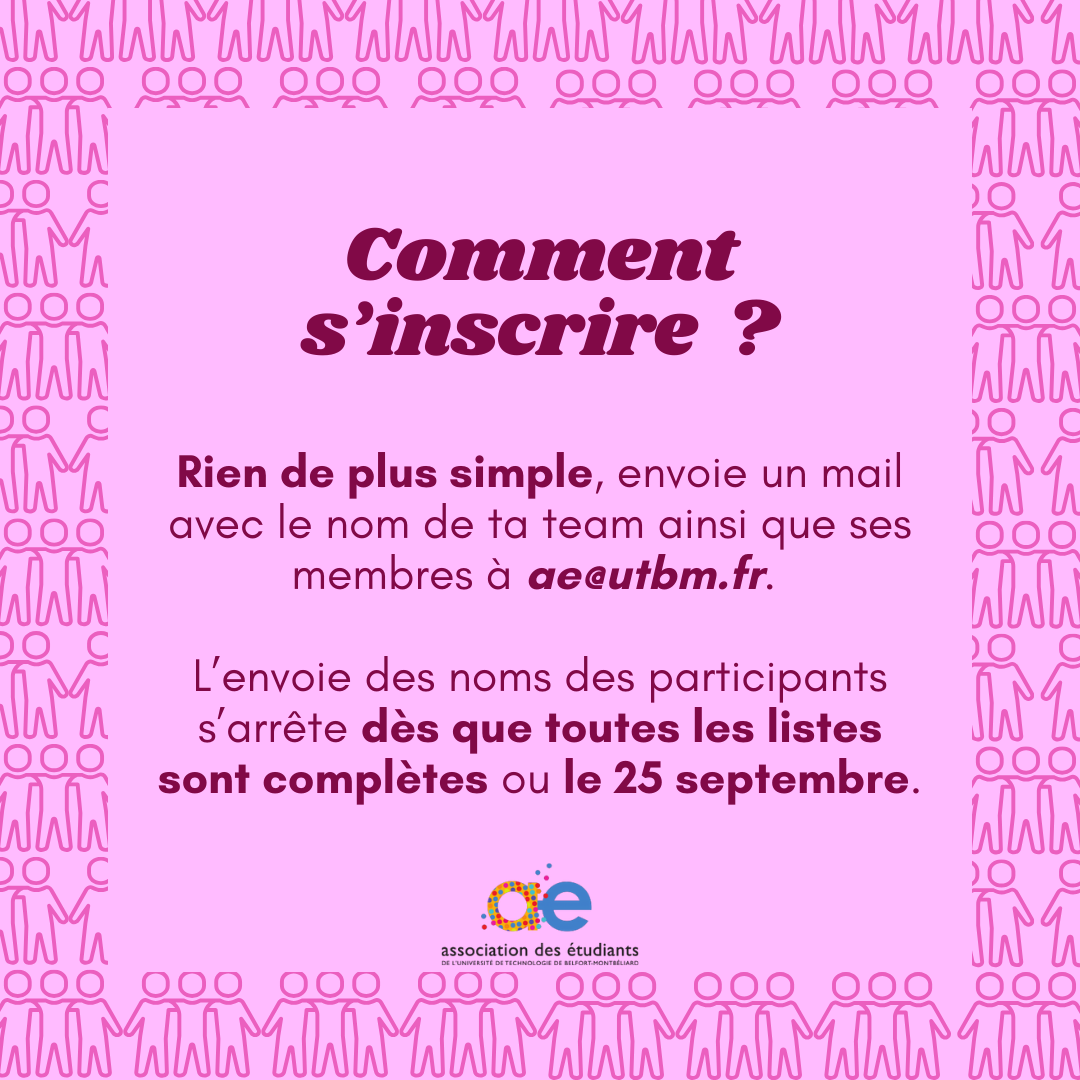 Comment
s'inscrire ?
Rien de plus simple, envoie un mail
avec le nom de ta team ainsi que ses
membres à ae@utbm.fr.
L'envoie des noms des participants
s'arrête dès que toutes les listes
sont complètes ou le 25 septembre.
ae
association des étudiants
DE L'UNIVERSITÉ DE TECHNOLOGIE DE BELFORT-MONTBÉLIARD